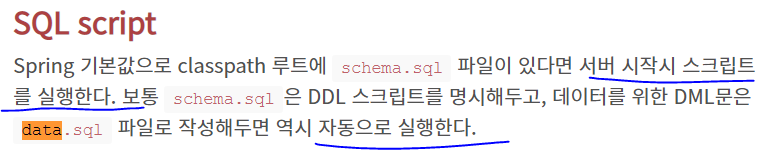 SQL script
Spring 기본값으로 classpath 루트에 schema.sql 파일이 있다면 서버 시작시 스크립트
를 실행한다. 보통 schema.sql 은 DDL 스크립트를 명시해두고, 데이터를 위한 DML문은
data.sql 파일로 작성해두면 역시 자동으로 실행한다.